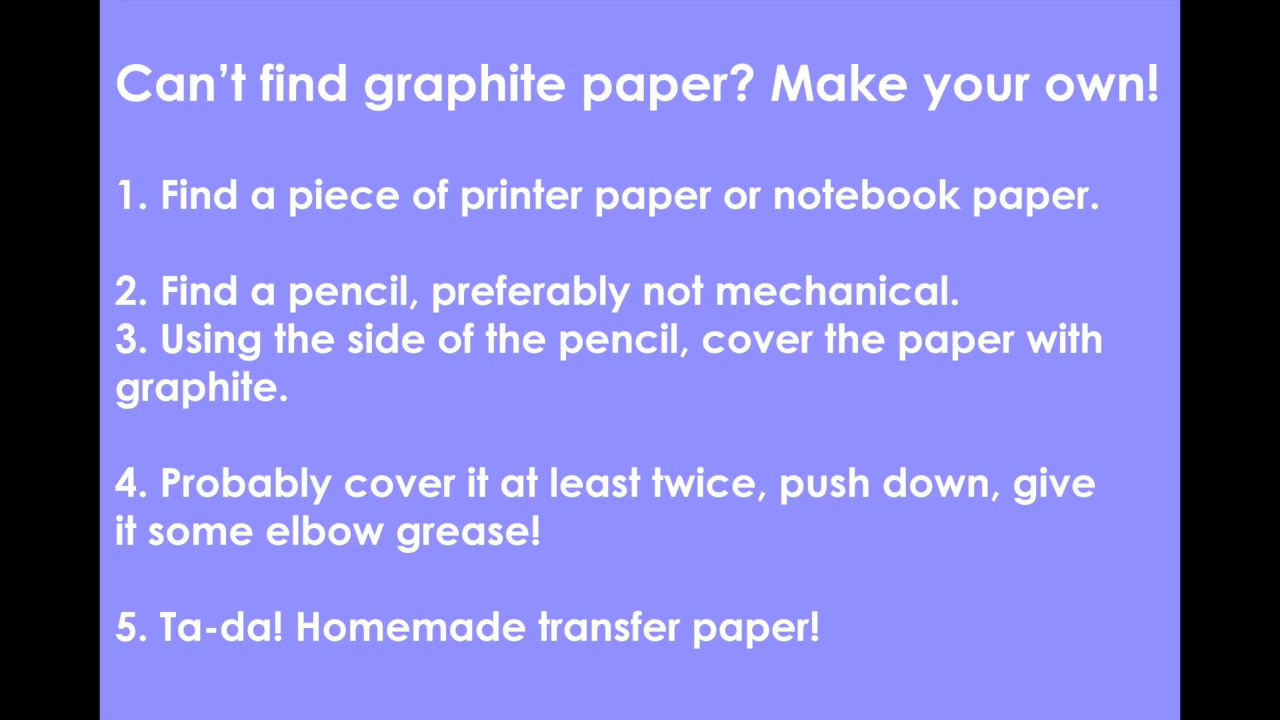 Can’t find graphite paper? Make your own!
1. Find a piece of printer paper or notebook paper.
2. Find a pencil, preferably not mechanical.
3. Using the side of the pencil, cover the paper with
graphite.
4. Probably cover it at least twice, push down, give
it some elbow grease!
5. Ta-da! Homemade transfer paper!